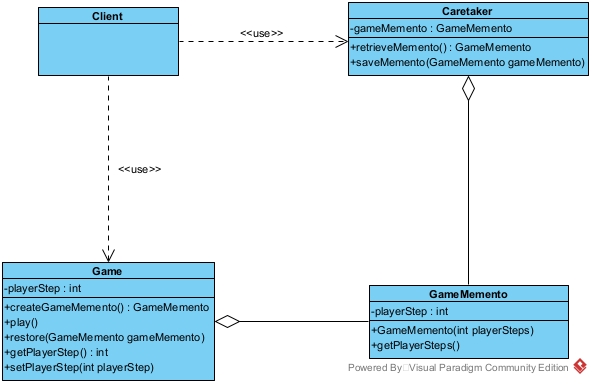 Client
<<use>>
Caretaker
-gameMemento : GameMemento
+retrieveMemento() : GameMemento
+saveMemento(GameMemento gameMemento)
<<use>>
Game
-playerStep : int
+createGameMemento() : GameMemento
+play()
+restore(GameMemento gameMemento)
+getPlayerStep() : int
+setPlayerStep(int playerStep)
GameMemento
-playerStep : int
+GameMemento(int playerSteps)
+getPlayerSteps()
Powered By Visual Paradigm Community Edition